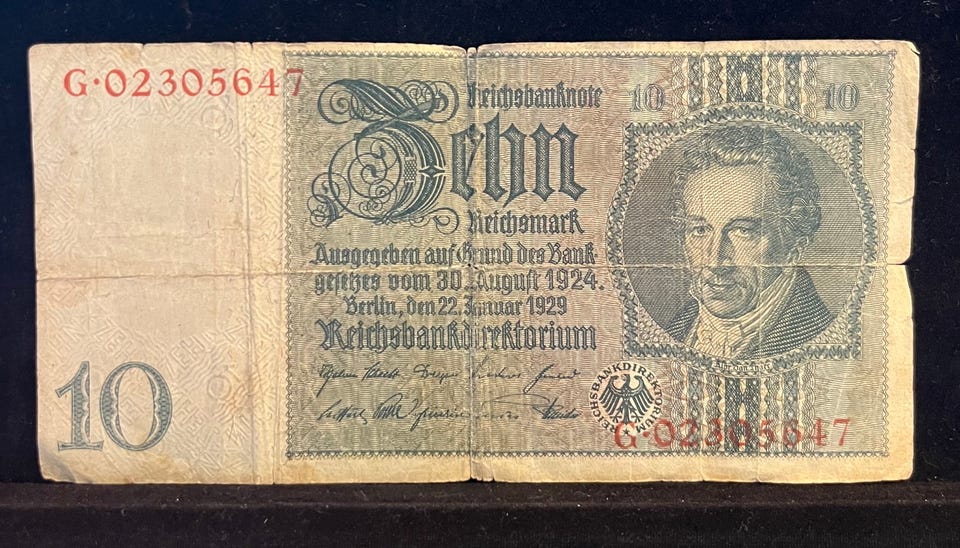 G·02305647
Reichsbanknote
10 10
Zehn
Reichsmark
Ausgegeben auf Grund des Bank
gesetzes vom 30. August 1924.
Berlin, den 22. Januar 1929
Reichsbankdirektorium
REICHSBANKDIREKTORIUM
10
G·02305647